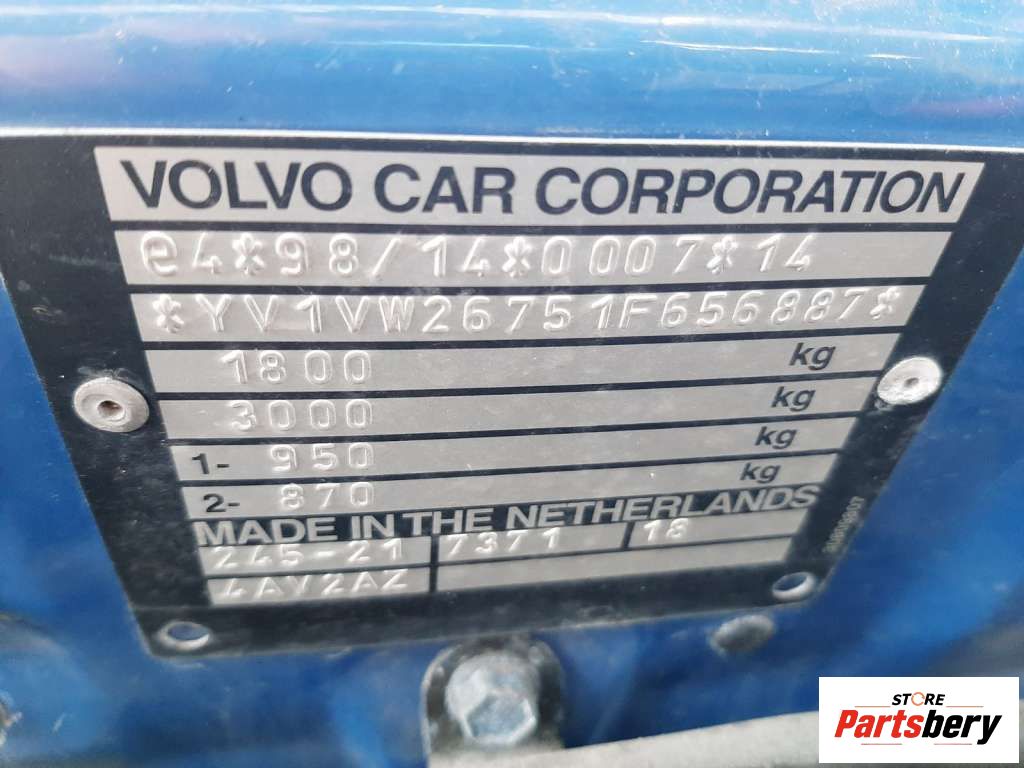 VOLVO CAR CORPORATION
e4*98/14*0007*14
*YV1VW26751F656887*
1800 kg
3000 kg
1- 950 kg
2- 870 kg
MADE IN THE NETHERLANDS
245-21 7371 18
4AV2AZ
STORE
Partsbery